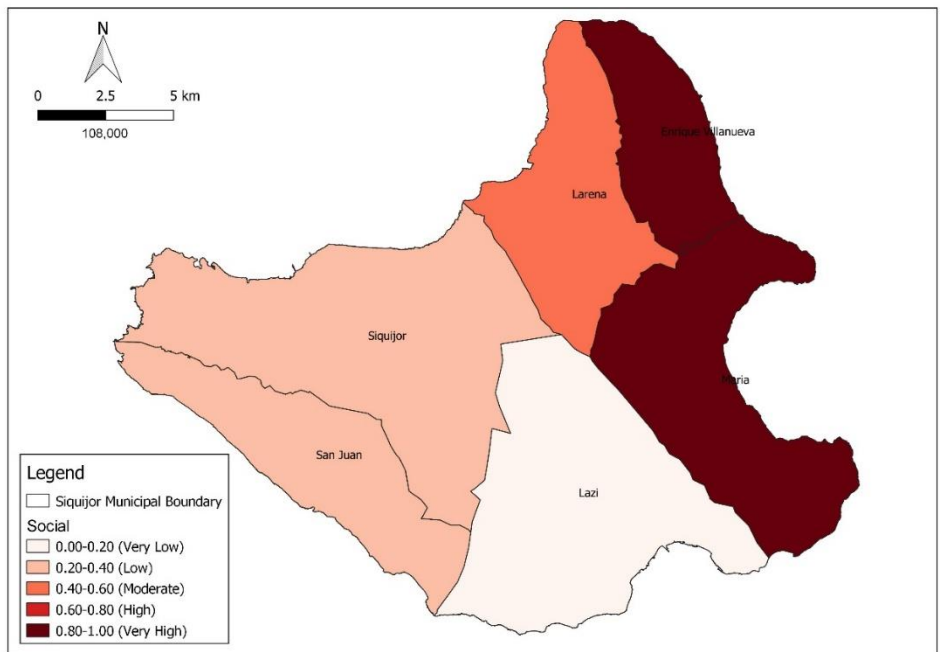 N
0 2.5 5 km
108,000
Enrique Villanueva
Larena
Siquijor
Maria
San Juan
Lazi
Legend
Siquijor Municipal Boundary
Social
0.00-0.20 (Very Low)
0.20-0.40 (Low)
0.40-0.60 (Moderate)
0.60-0.80 (High)
0.80-1.00 (Very High)